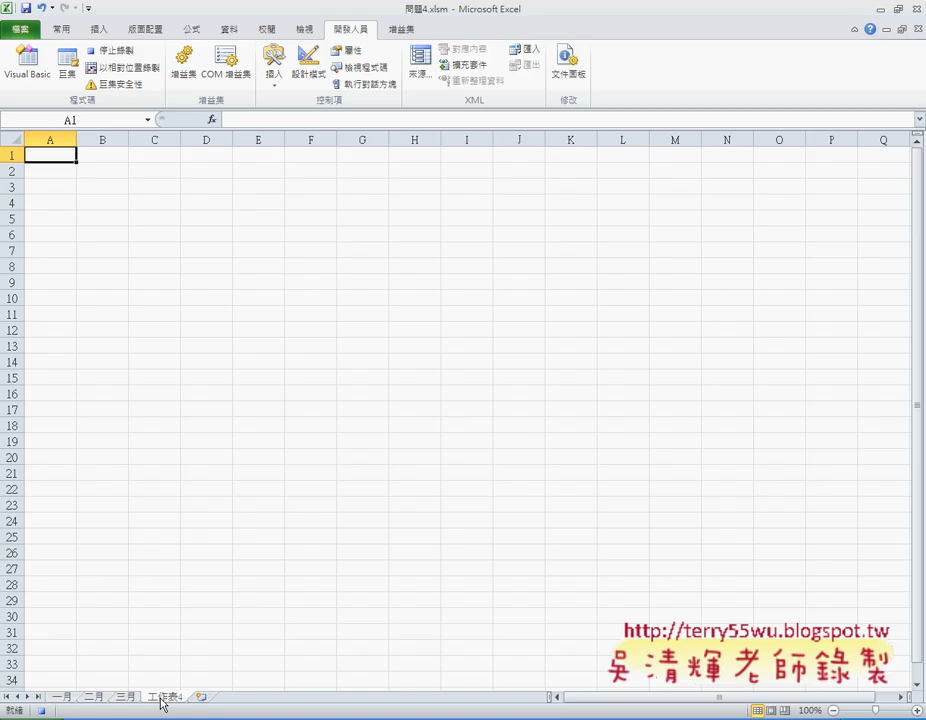 問題4.xlsm - Microsoft Excel
檔案 常用 插入 版面配置 公式 資料 校閱 檢視 開發人員 增益集
Visual Basic 巨集 停止錄製 以相對位置錄製 巨集安全性 程式碼
增益集 COM 增益集 增益集
插入 設計模式 屬性 檢視程式碼 執行對話方塊 控制項
來源... 對應內容 擴充套件 重新整理資料 匯入 匯出 XML
文件面板 修改
A1 fx
A B C D E F G H I J K L M N O P Q
1
2
3
4
5
6
7
8
9
10
11
12
13
14
15
16
17
18
19
20
21
22
23
24
25
26
27
28
29
30
31
32
33
34
http://terry55wu.blogspot.tw
吳清輝老師錄製
一月 二月 三月 工作表4
就緒 100%